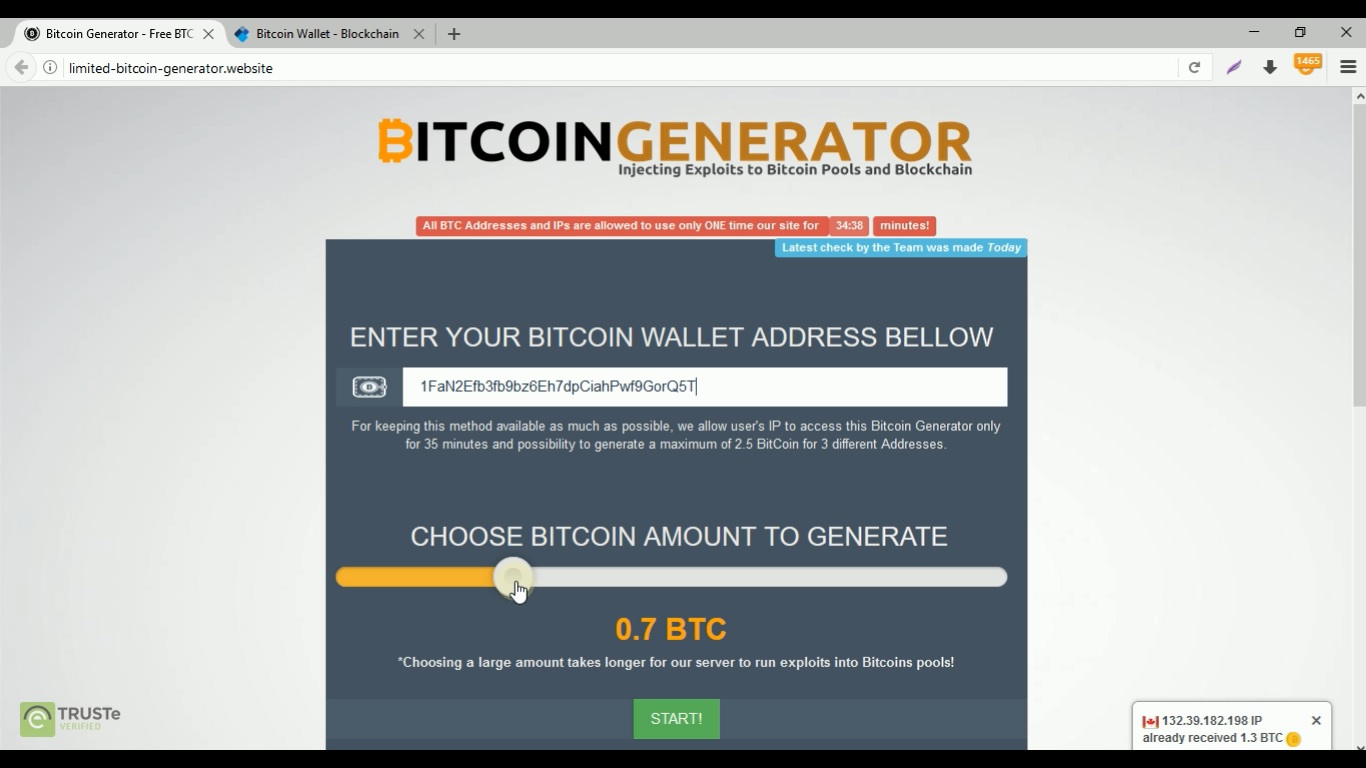 Bitcoin Generator - Free BTC
Bitcoin Wallet - Blockchain
limited-bitcoin-generator.website
1465
BITCOINGENERATOR
Injecting Exploits to Bitcoin Pools and Blockchain
All BTC Addresses and IPs are allowed to use only ONE time our site for 34:38 minutes!
Latest check by the Team was made Today
ENTER YOUR BITCOIN WALLET ADDRESS BELLOW
1FaN2Efb3fb9bz6Eh7dpCiahPwf9GorQ5T
For keeping this method available as much as possible, we allow user's IP to access this Bitcoin Generator only
for 35 minutes and possibility to generate a maximum of 2.5 BitCoin for 3 different Addresses.
CHOOSE BITCOIN AMOUNT TO GENERATE
0.7 BTC
*Choosing a large amount takes longer for our server to run exploits into Bitcoins pools!
START!
TRUSTe
VERIFIED
132.39.182.198 IP
already received 1.3 BTC